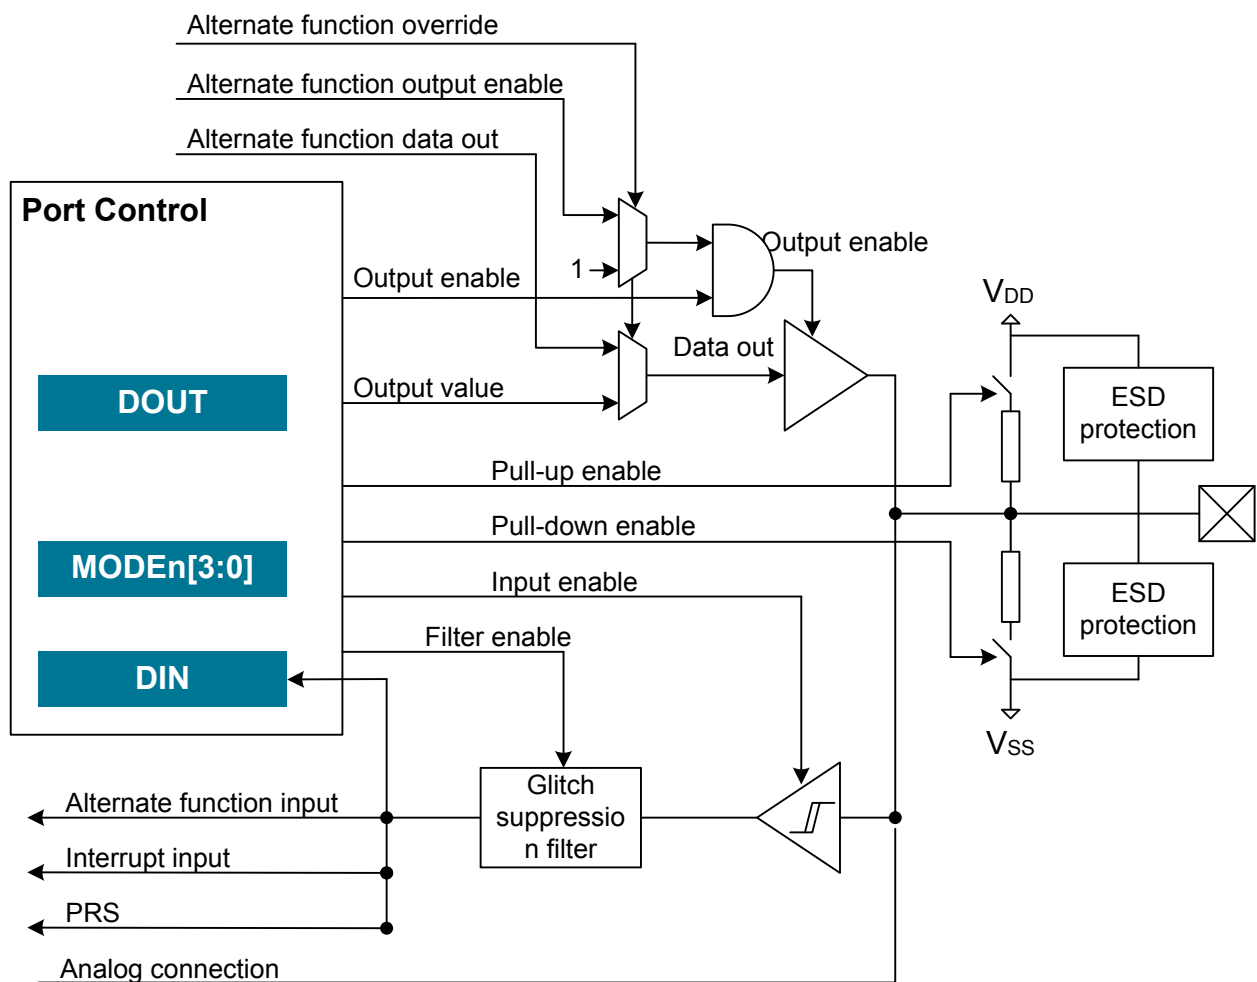 Alternate function override
Alternate function output enable
Alternate function data out
Port Control
Output enable
1
Output enable
VDD
DOUT
Output value
Data out
ESD
protection
Pull-up enable
Pull-down enable
MODEn[3:0]
Input enable
ESD
protection
Filter enable
DIN
VSS
Glitch
suppressio
n filter
Alternate function input
Interrupt input
PRS
Analog connection